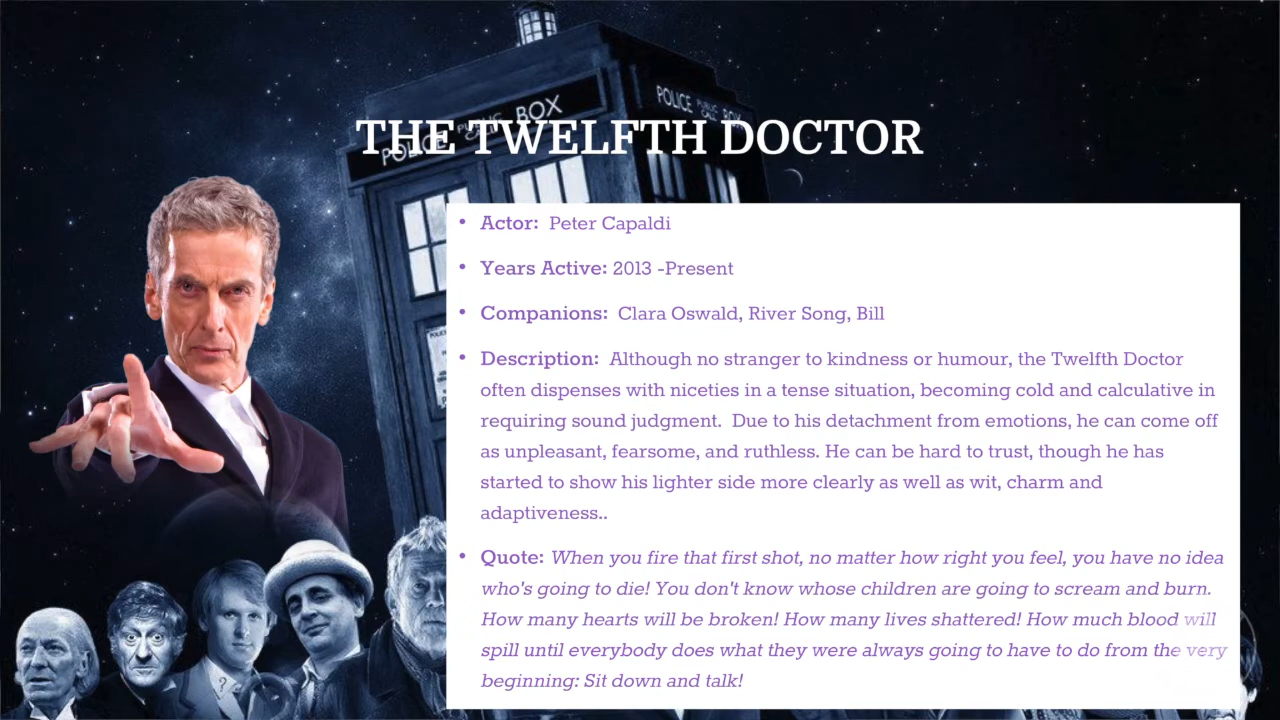 POLICE PUBLIC CALL BOX
POLICE PUBLIC CALL BOX
THE TWELFTH DOCTOR
• Actor: Peter Capaldi
• Years Active: 2013 -Present
• Companions: Clara Oswald, River Song, Bill
• Description: Although no stranger to kindness or humour, the Twelfth Doctor
often dispenses with niceties in a tense situation, becoming cold and calculative in
requiring sound judgment. Due to his detachment from emotions, he can come off
as unpleasant, fearsome, and ruthless. He can be hard to trust, though he has
started to show his lighter side more clearly as well as wit, charm and
adaptiveness..
• Quote: When you fire that first shot, no matter how right you feel, you have no idea
who's going to die! You don't know whose children are going to scream and burn.
How many hearts will be broken! How many lives shattered! How much blood will
spill until everybody does what they were always going to have to do from the very
beginning: Sit down and talk!